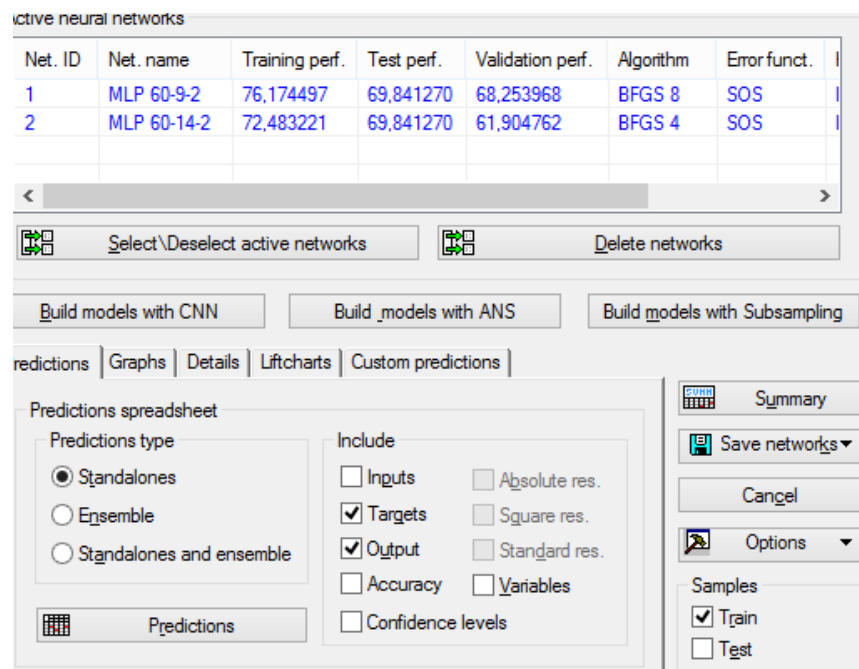 Active neural networks
Net. ID Net. name Training perf. Test perf. Validation perf. Algorithm Error funct.
1 MLP 60-9-2 76,174497 69,841270 68,253968 BFGS 8 SOS
2 MLP 60-14-2 72,483221 69,841270 61,904762 BFGS 4 SOS
Select\Deselect active networks Delete networks
Build models with CNN Build models with ANS Build models with Subsampling
redictions Graphs Details Liftcharts Custom predictions
Predictions spreadsheet
Predictions type
Standalones
Ensemble
Standalones and ensemble
Predictions
Include
Inputs Absolute res.
Targets Square res.
Output Standard res.
Accuracy Variables
Confidence levels
SUMM Summary
Save networks
Cancel
Options
Samples
Train
Test